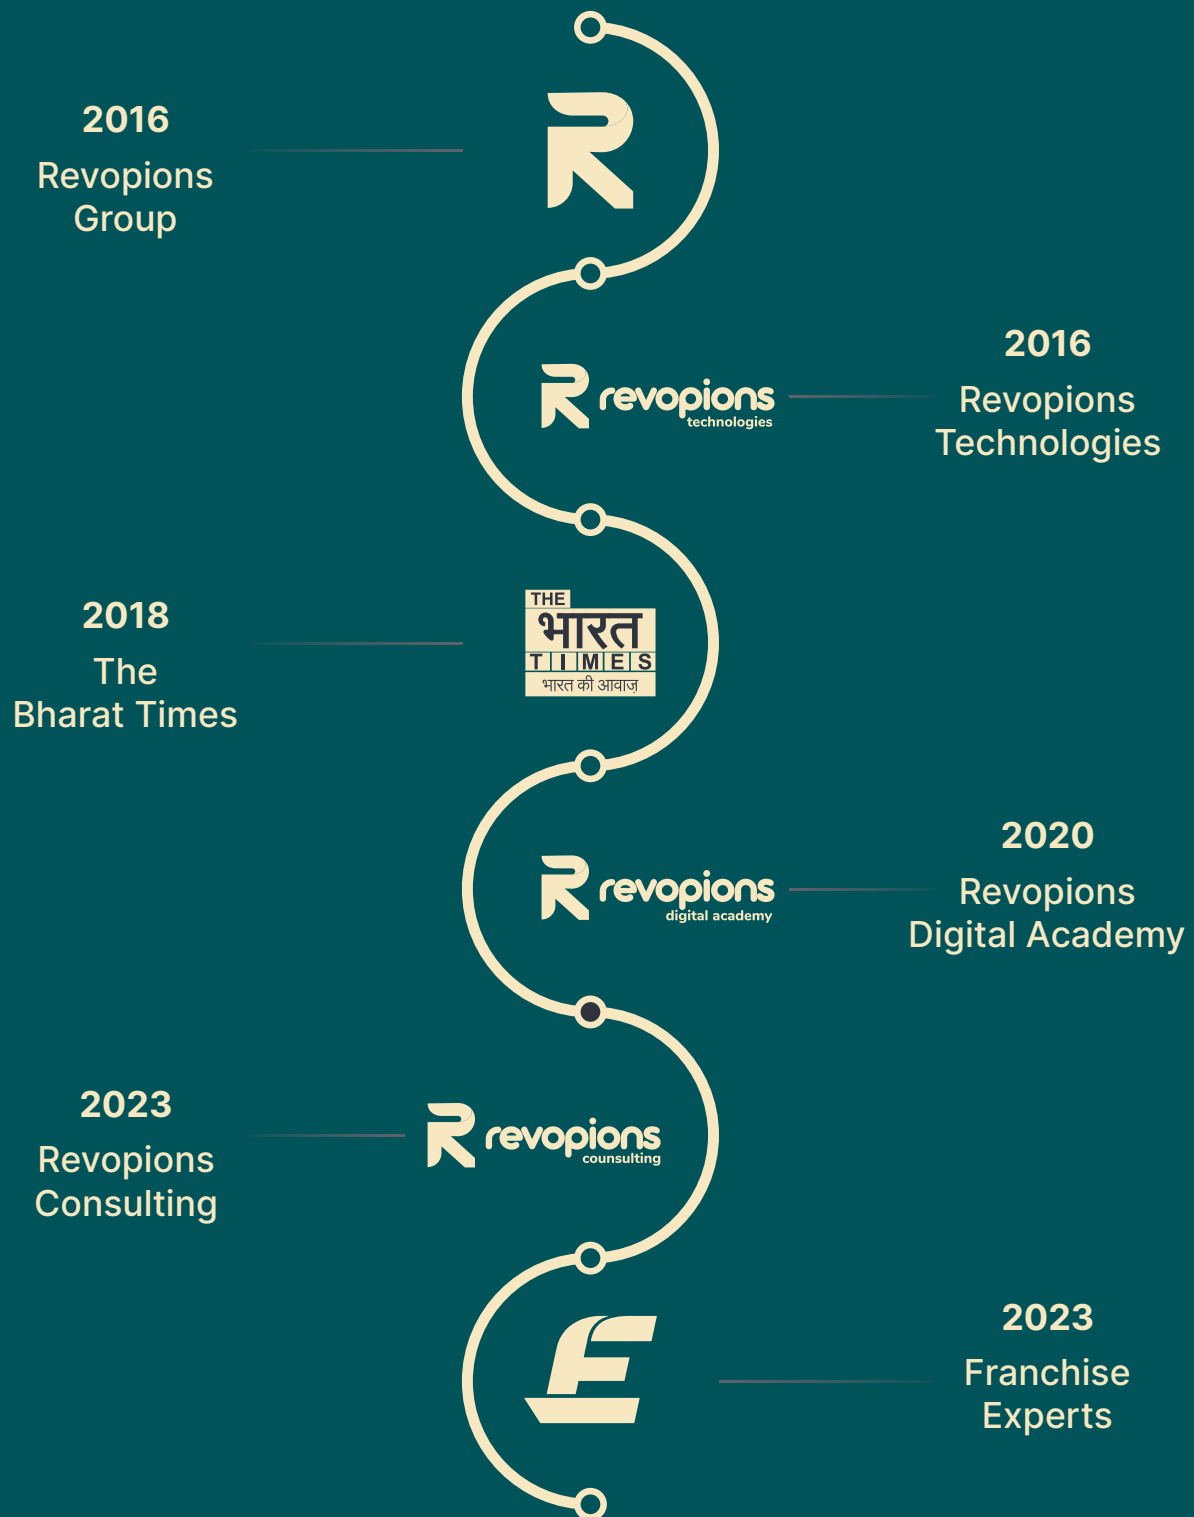 2016
Revopions
Group
revopions
technologies
2016
Revopions
Technologies
2018
The
Bharat Times
THE
भारत
TIMES
भारत की आवाज़
revopions
digital academy
2020
Revopions
Digital Academy
2023
Revopions
Consulting
revopions
counsulting
2023
Franchise
Experts